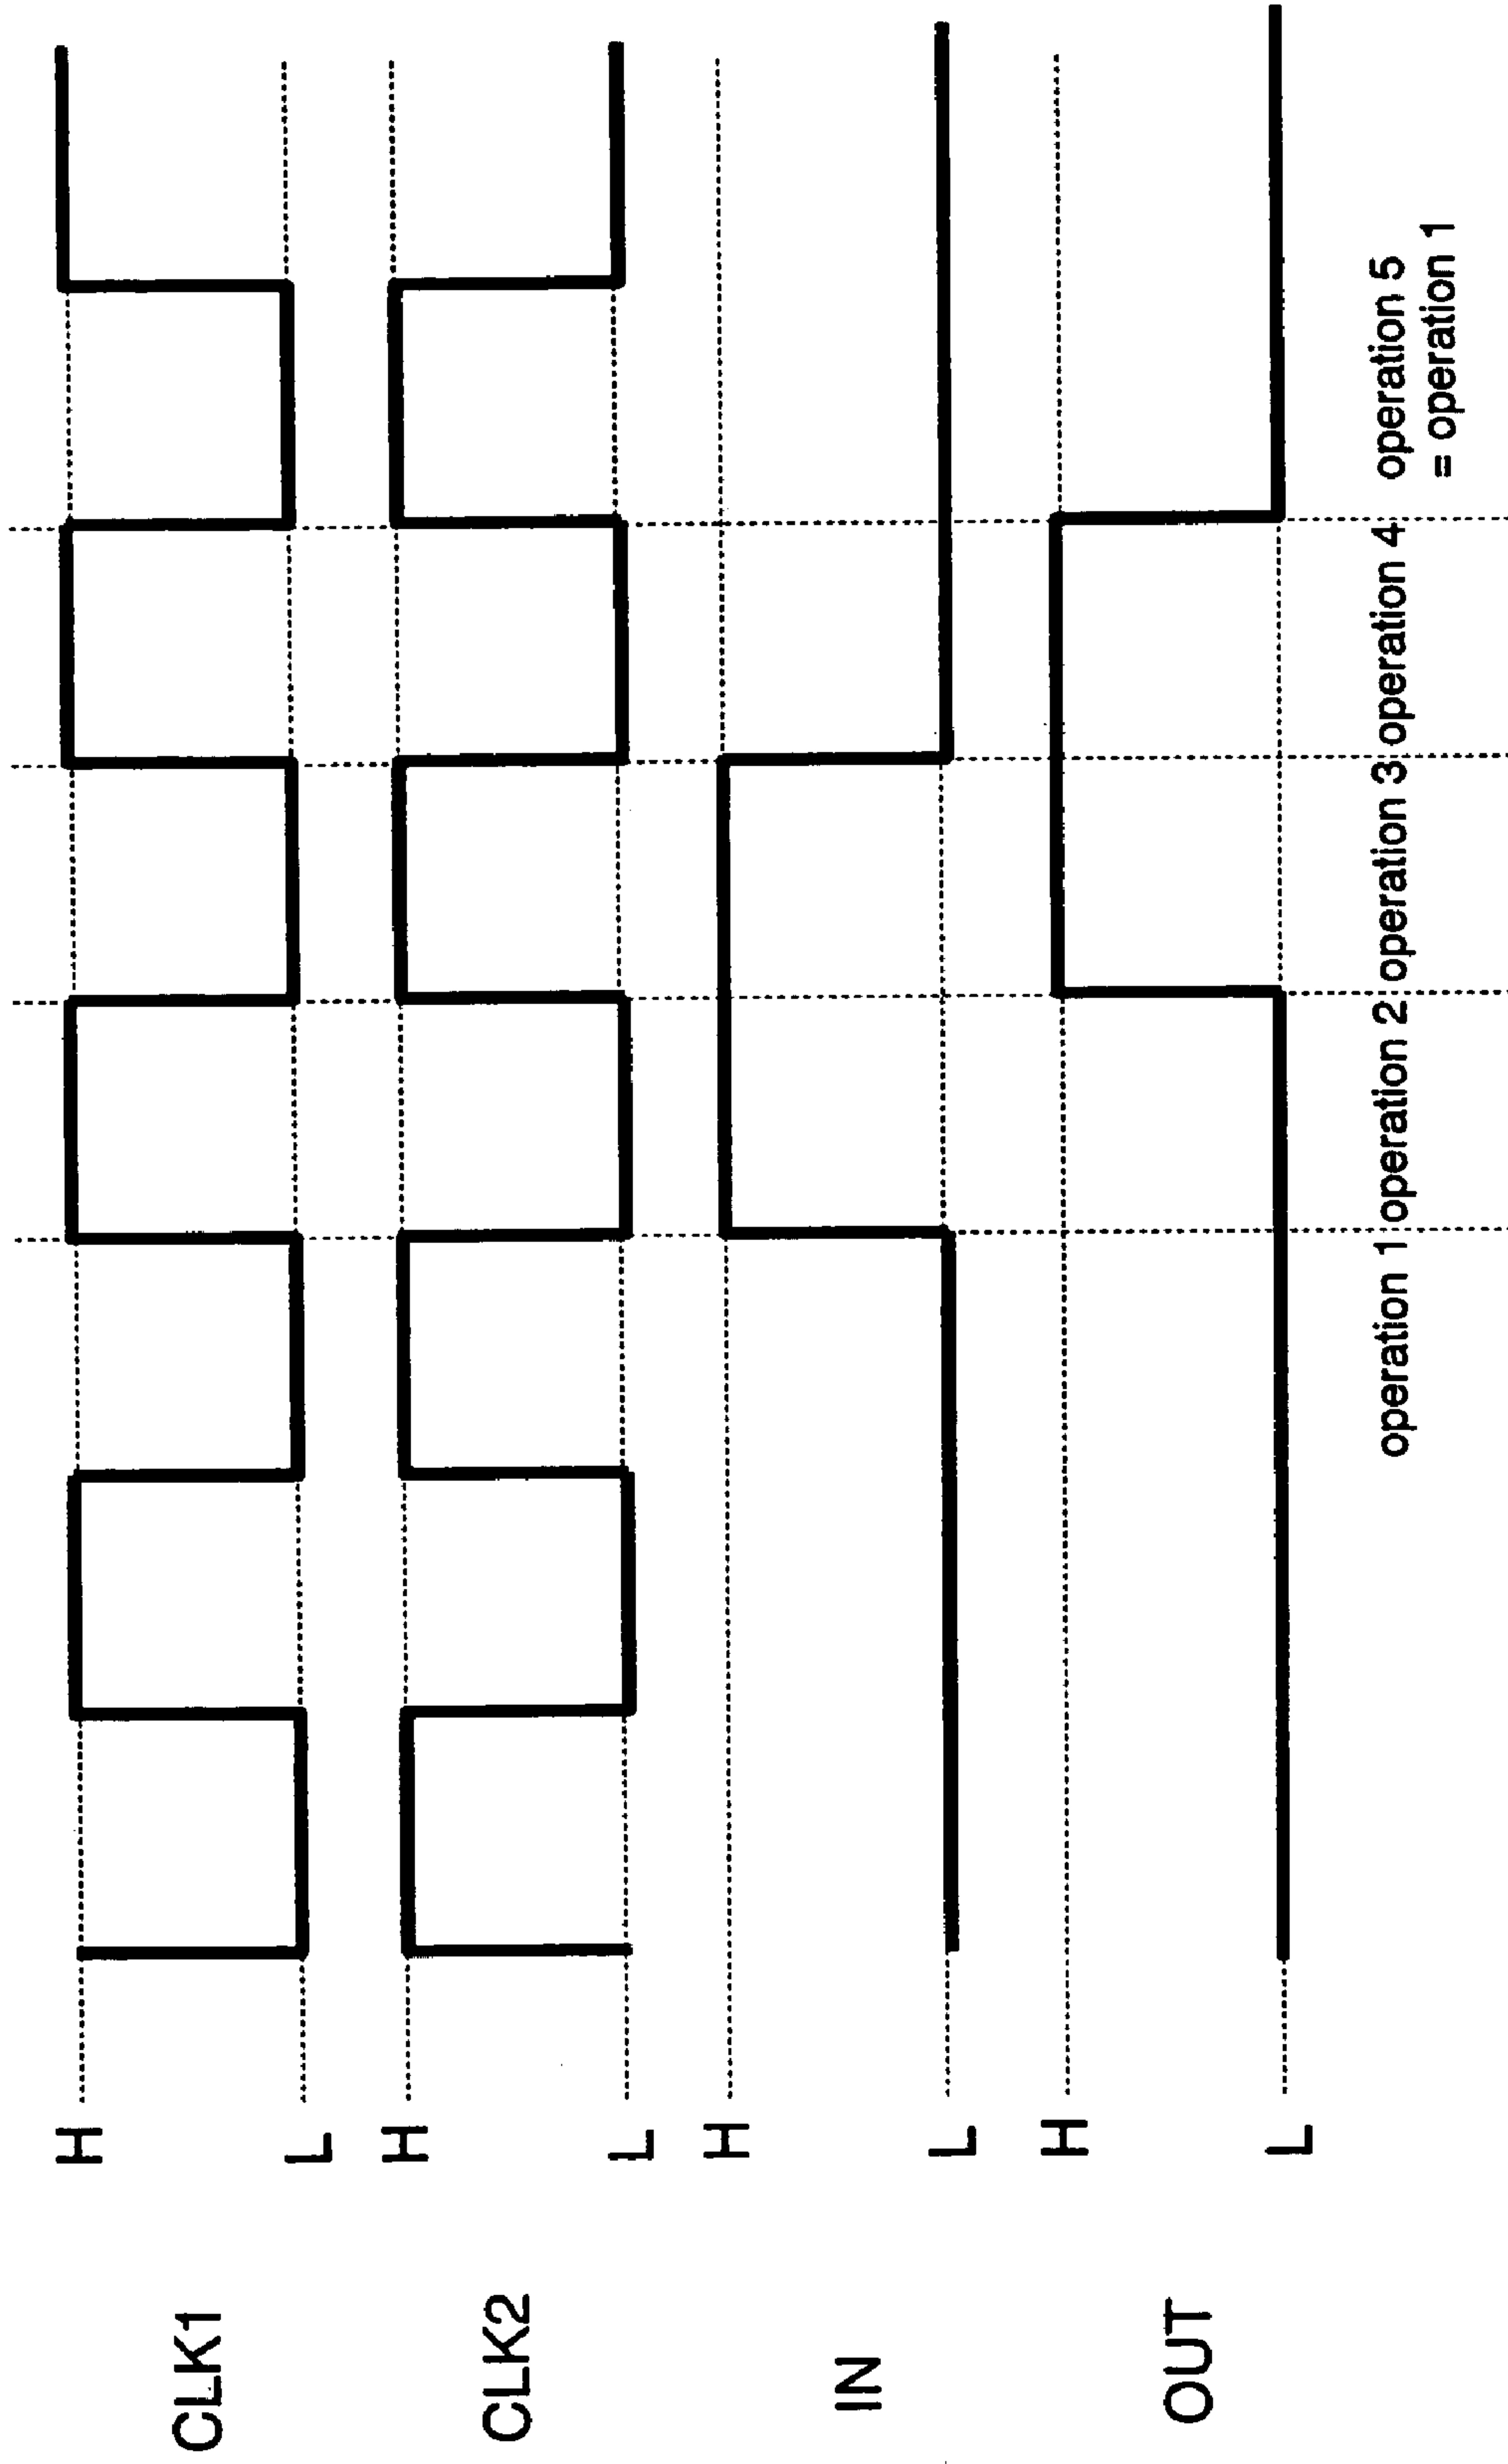 CLK1
H
L
CLK2
H
L
IN
H
L
OUT
H
L
operation 1 operation 2 operation 3 operation 4 operation 5
= operation 1